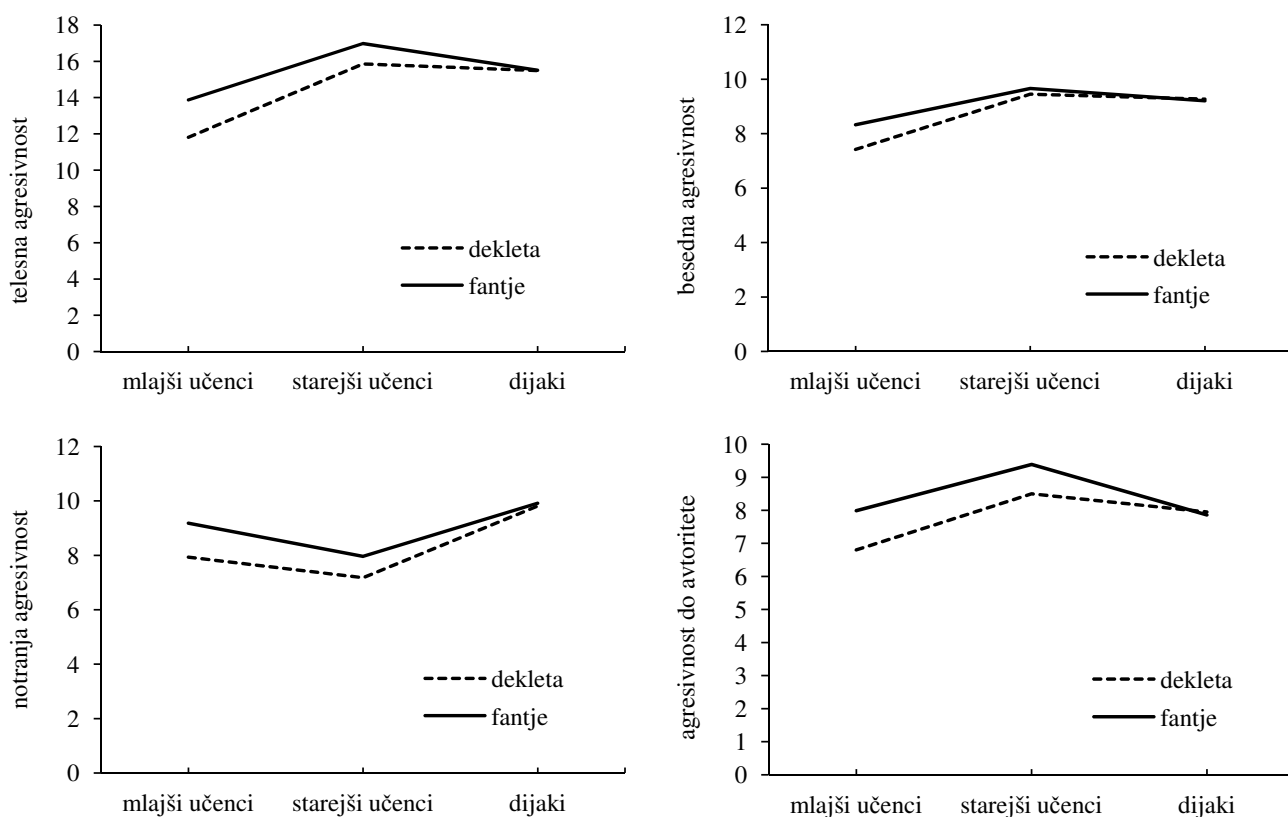 telesna agresivnost
18
16
14
12
10
8
6
4
2
0
dekleta
fantje
mlajši učenci
starejši učenci
dijaki
besedna agresivnost
12
10
8
6
4
2
0
dekleta
fantje
mlajši učenci
starejši učenci
dijaki
notranja agresivnost
12
10
8
6
4
2
0
dekleta
fantje
mlajši učenci
starejši učenci
dijaki
agresivnost do avtoritete
10
9
8
7
6
5
4
3
2
1
0
dekleta
fantje
mlajši učenci
starejši učenci
dijaki